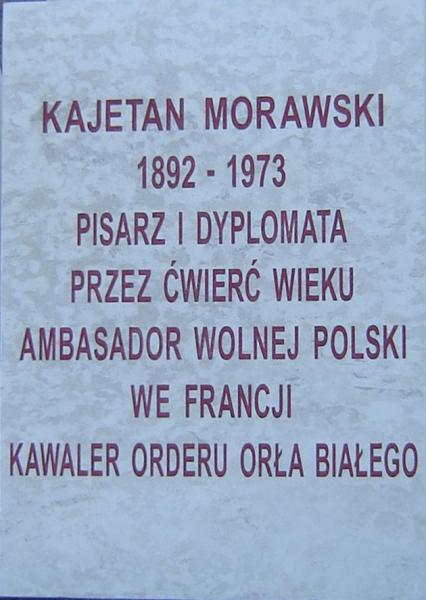 KAJETAN MORAWSKI
1892 - 1973
PISARZ I DYPLOMATA
PRZEZ ĆWIERĆ WIEKU
AMBASADOR WOLNEJ POLSKI
WE FRANCJI
KAWALER ORDERU ORŁA BIAŁEGO